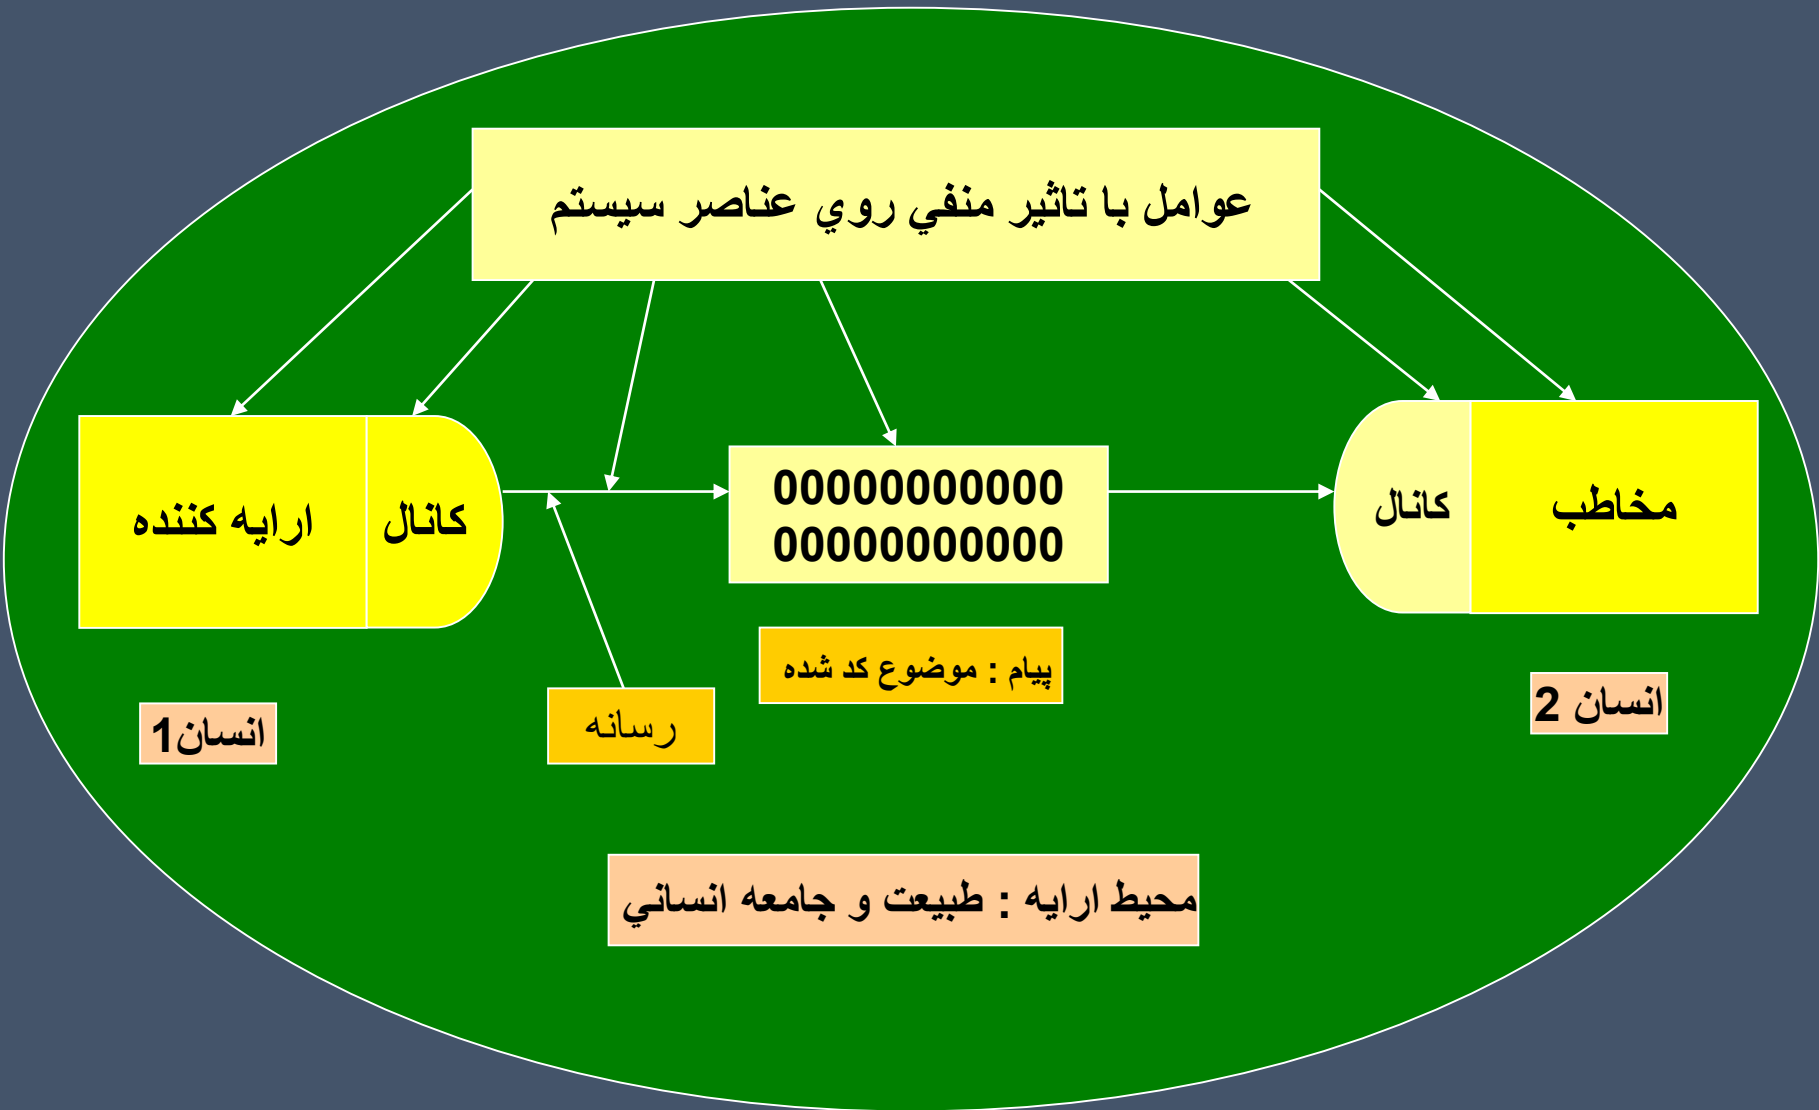 عوامل با تاثير منفي روي عناصر سيستم
ارايه كننده
كانال
00000000000
00000000000
كانال
مخاطب
پيام : موضوع كد شده
رسانه
انسان1
انسان 2
محيط ارايه : طبيعت و جامعه انساني